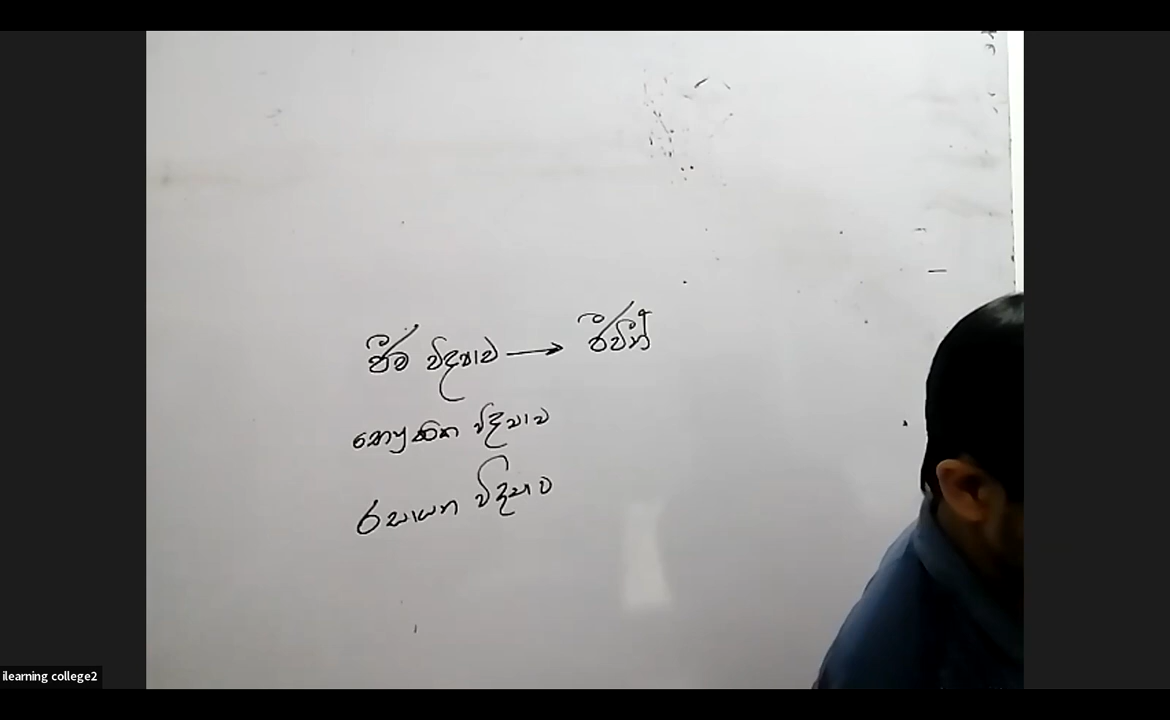 ජීව විද්‍යාව → ජීවීන්
භෞතික විද්‍යාව
රසායන විද්‍යාව
ilearning college2